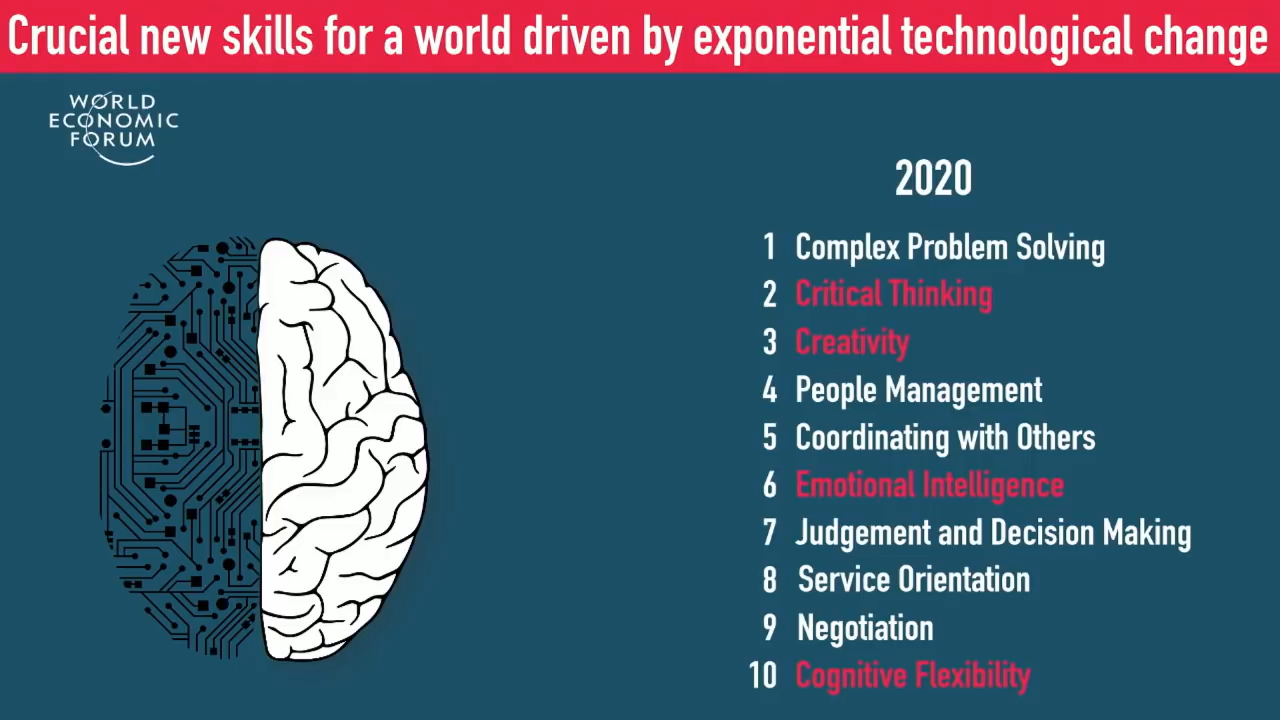 Crucial new skills for a world driven by exponential technological change
WORLD
ECONOMIC
FORUM
2020
1 Complex Problem Solving
2 Critical Thinking
3 Creativity
4 People Management
5 Coordinating with Others
6 Emotional Intelligence
7 Judgement and Decision Making
8 Service Orientation
9 Negotiation
10 Cognitive Flexibility